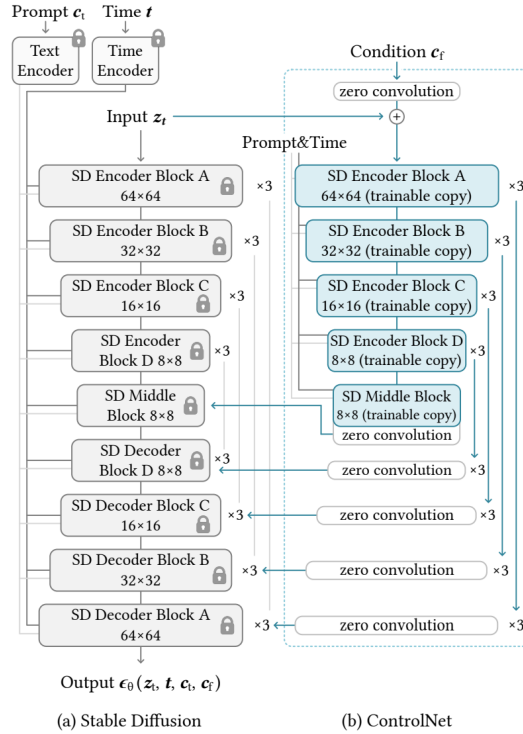 Prompt cₜ Time t
Text
Encoder
Time
Encoder
Condition c_f
zero convolution
Input zₜ
+
Prompt&Time
SD Encoder Block A
64×64
×3
SD Encoder Block A
64×64 (trainable copy)
×3
SD Encoder Block B
32×32
×3
SD Encoder Block B
32×32 (trainable copy)
×3
SD Encoder Block C
16×16
×3
SD Encoder Block C
16×16 (trainable copy)
×3
SD Encoder
Block D 8×8
×3
SD Encoder Block D
8×8 (trainable copy)
×3
SD Middle
Block 8×8
SD Middle Block
8×8 (trainable copy)
zero convolution
SD Decoder
Block D 8×8
×3
zero convolution
×3
SD Decoder Block C
16×16
×3
zero convolution
×3
SD Decoder Block B
32×32
×3
zero convolution
×3
SD Decoder Block A
64×64
×3
zero convolution
×3
Output ϵ_θ(zₜ, t, cₜ, c_f)
(a) Stable Diffusion
(b) ControlNet